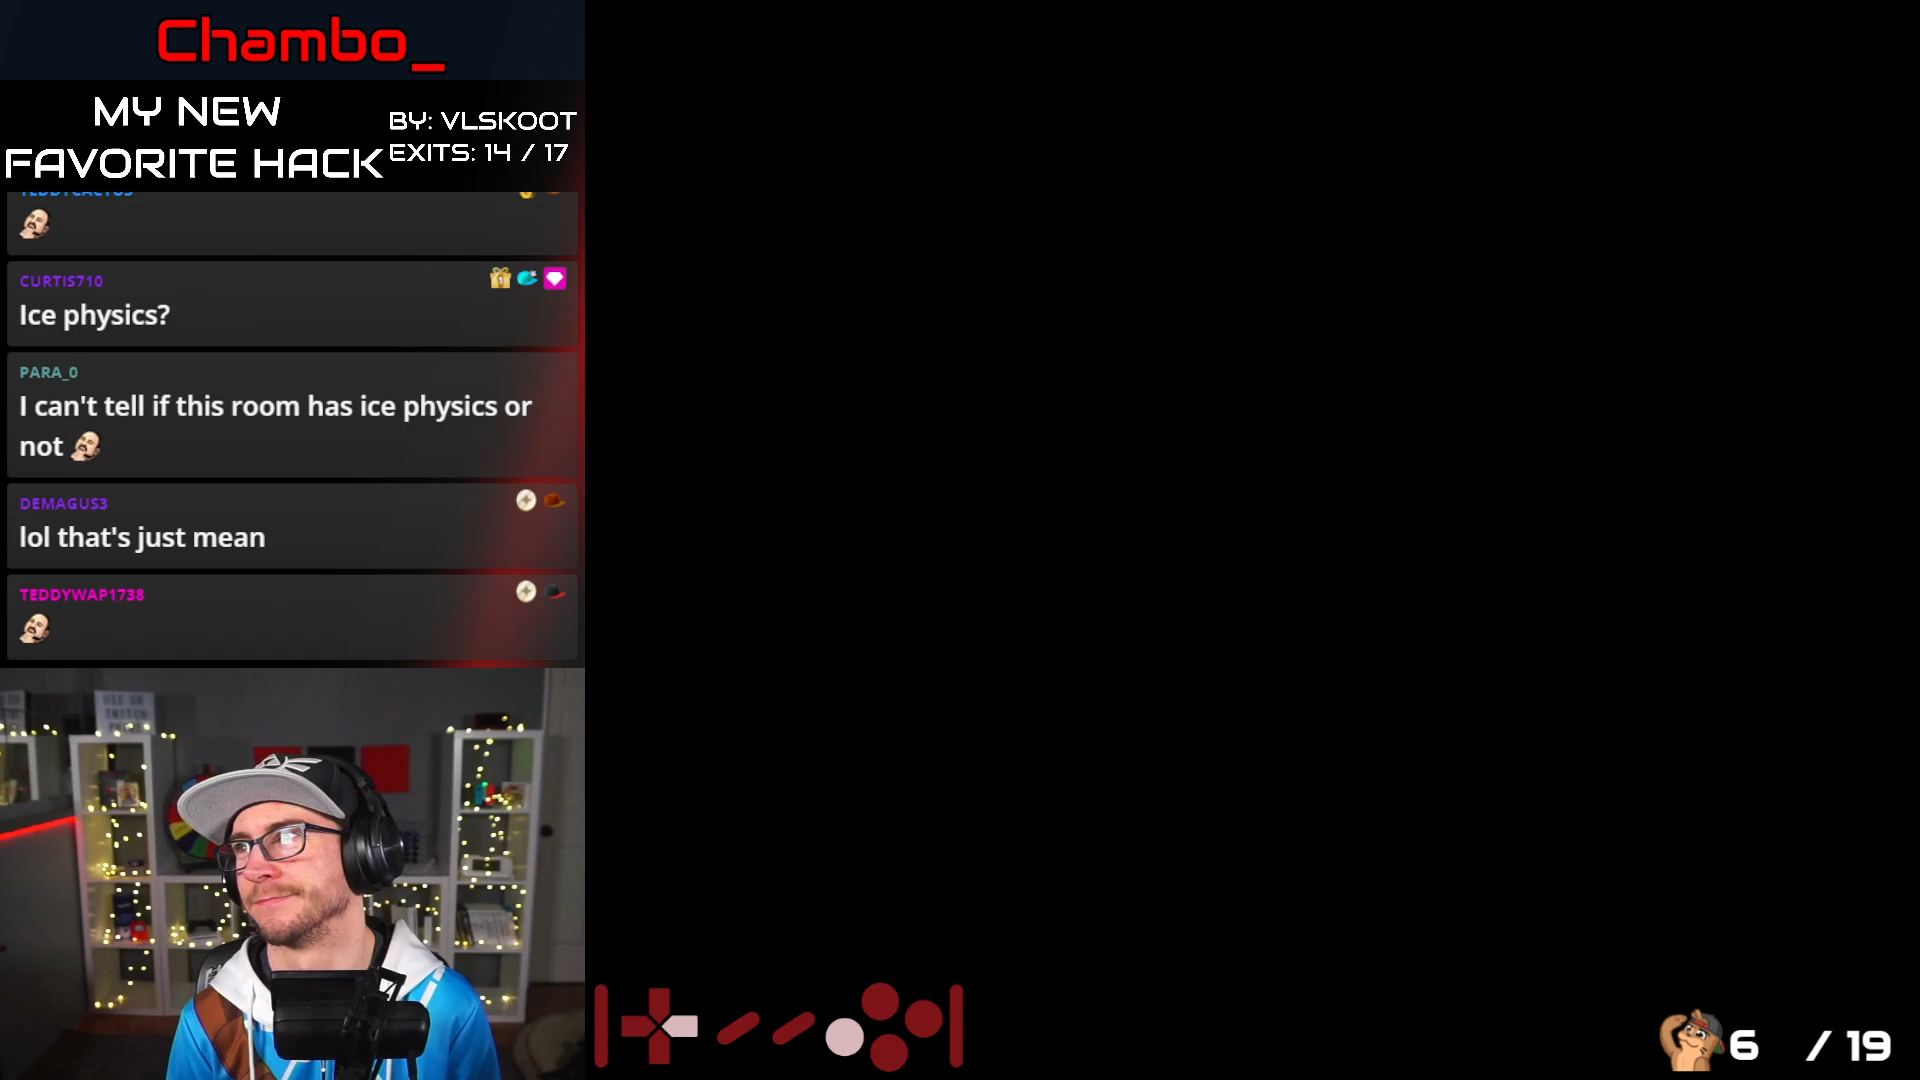 Chambo_
MY NEW
FAVORITE HACK
BY: VLSKOOT
EXITS: 14 / 17
TEDDYCACTUS
CURTIS710
Ice physics?
PARA_0
I can't tell if this room has ice physics or
not
DEMAGUS3
lol that's just mean
TEDDYWAP1738
6 / 19